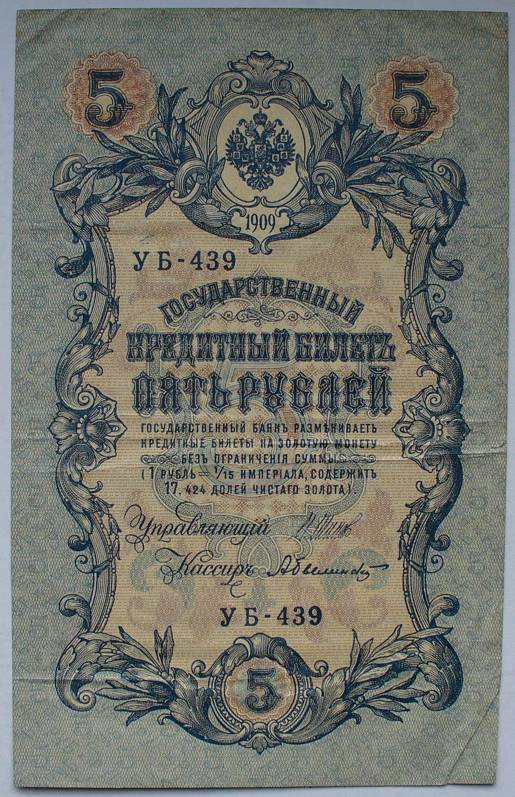 5 5
1909
УБ-439
ГОСУДАРСТВЕННЫЙ
КРЕДИТНЫЙ БИЛЕТЪ
ПЯТЬ РУБЛЕЙ
ГОСУДАРСТВЕННЫЙ БАНКЪ РАЗМѢНИВАЕТЪ
КРЕДИТНЫЕ БИЛЕТЫ НА ЗОЛОТУЮ МОНЕТУ
БЕЗЪ ОГРАНИЧЕНІЯ СУММЫ
(1 РУБЛЬ = 1/15 ИМПЕРІАЛА, СОДЕРЖИТЪ
17,424 ДОЛЕЙ ЧИСТАГО ЗОЛОТА).
Управляющій
Кассиръ
УБ-439
5